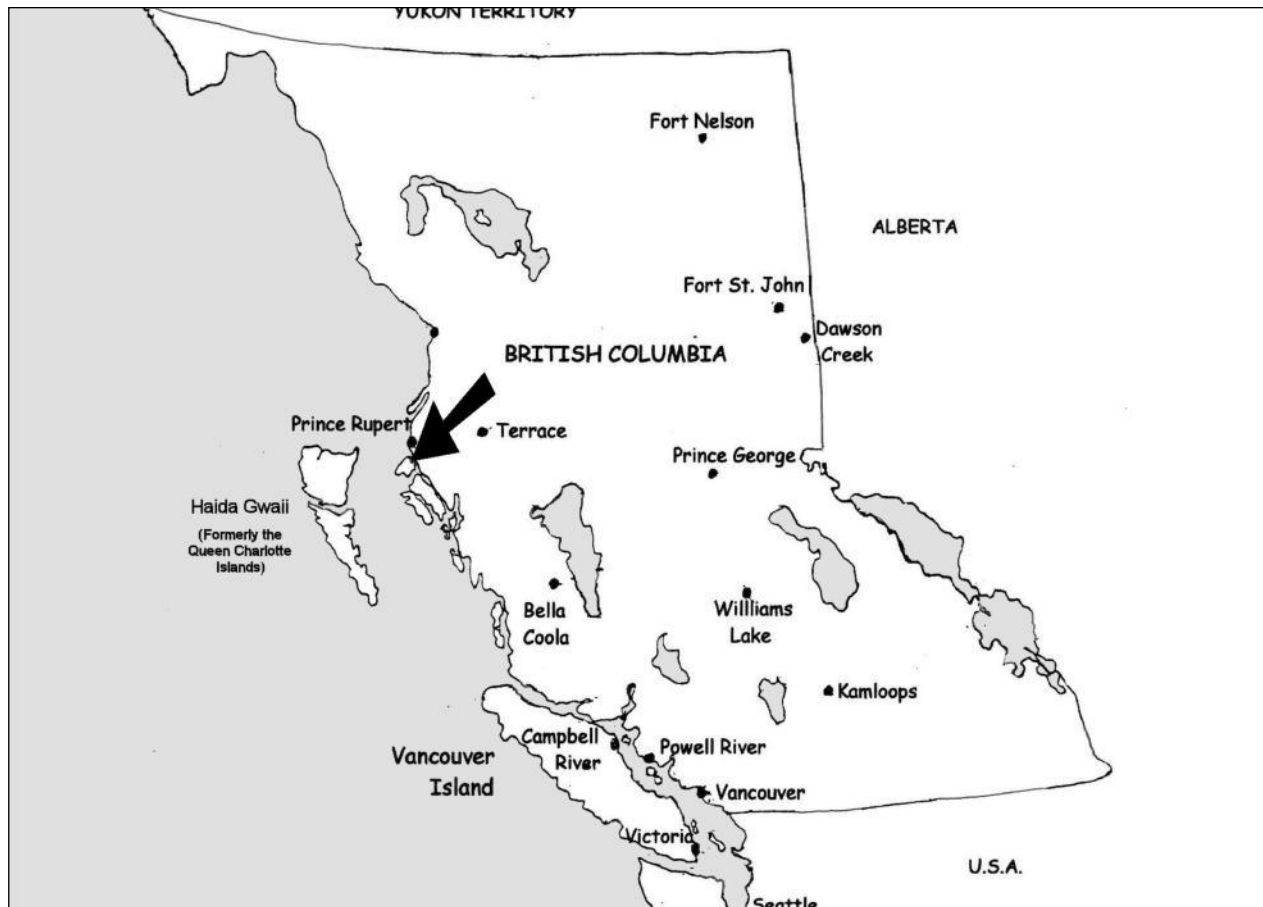 YUKON TERRITORY
Fort Nelson
ALBERTA
Fort St. John
Dawson
Creek
BRITISH COLUMBIA
Prince Rupert
Terrace
Prince George
Haida Gwaii
(Formerly the
Queen Charlotte
Islands)
Bella
Coola
Willliams
Lake
Kamloops
Campbell
River
Powell River
Vancouver
Island
Vancouver
Victoria
U.S.A.
Seattle